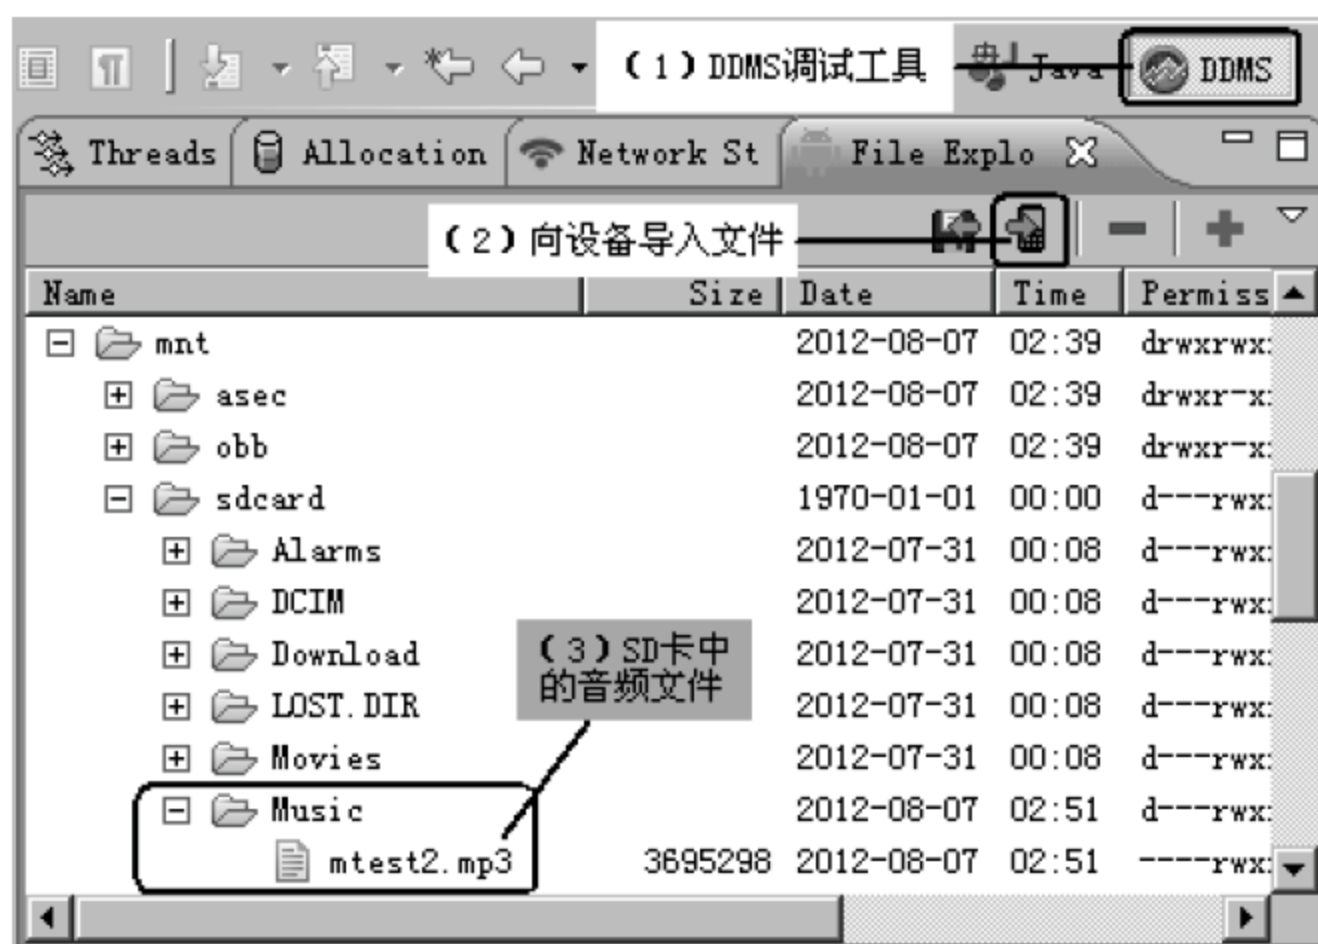 (1)DDMS调试工具 Java DDMS
Threads Allocation Network St File Explo
(2)向设备导入文件
Name Size Date Time Permiss
mnt 2012-08-07 02:39 drwxrwx
asec 2012-08-07 02:39 drwxr-x
obb 2012-08-07 02:39 drwxr-x
sdcard 1970-01-01 00:00 d---rwx
Alarms 2012-07-31 00:08 d---rwx
DCIM 2012-07-31 00:08 d---rwx
(3)SD卡中
Download 2012-07-31 00:08 d---rwx
的音频文件
LOST.DIR 2012-07-31 00:08 d---rwx
Movies 2012-07-31 00:08 d---rwx
Music 2012-08-07 02:51 d---rwx
mtest2.mp3 3695298 2012-08-07 02:51 ----rwx